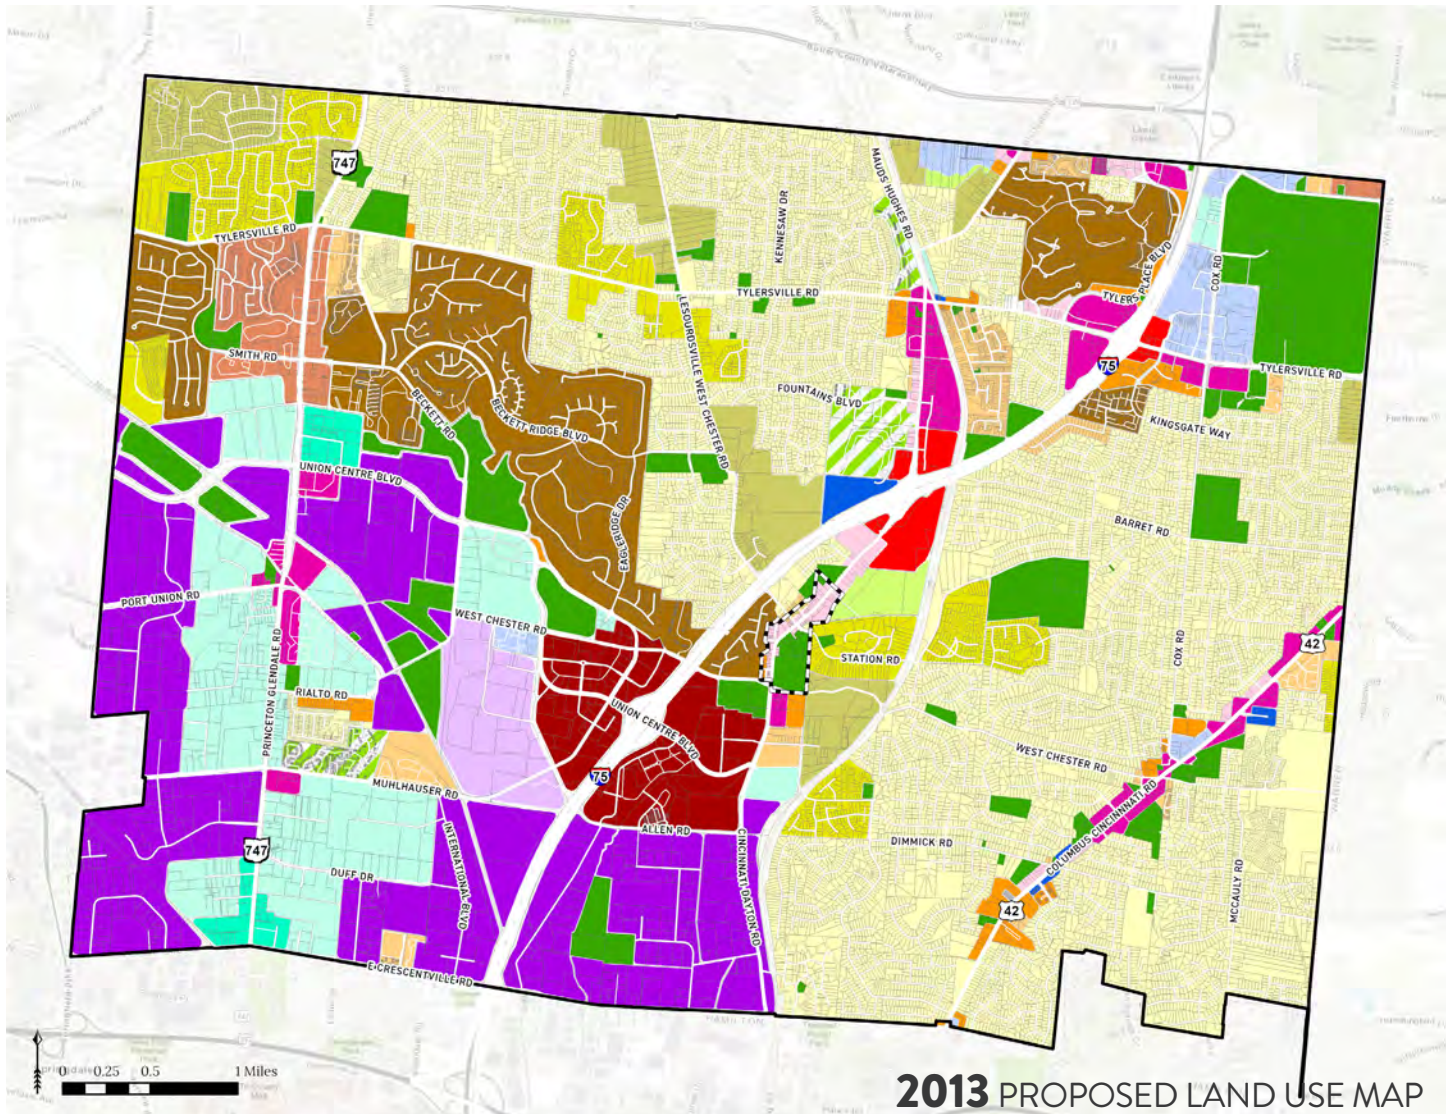 747
TYLERSVILLE RD
SMITH RD
BECKETT RD
BECKETT RIDGE BLVD
UNION CENTRE BLVD
EAGLERIDGE DR
PORT UNION RD
PRINCETON GLENDALE RD
RIALTO RD
WEST CHESTER RD
MUHLHAUSER RD
747
DUFF DR
INTERNATIONAL BLVD
E CRESCENTVILLE RD
UNION CENTRE BLVD
75
ALLEN RD
CINCINNATI DAYTON RD
STATION RD
LESOURDSVILLE WEST CHESTER RD
KENNESAW DR
TYLERSVILLE RD
MAUDS HUGHES RD
FOUNTAINS BLVD
TYLERS PLACE BLVD
COX RD
75
TYLERSVILLE RD
KINGSGATE WAY
BARRET RD
COX RD
42
WEST CHESTER RD
COLUMBUS CINCINNNATI RD
DIMMICK RD
42
MCCAULY RD
WARREN
WARREN
HAMILTON
0 0.25 0.5 1 Miles
2013 PROPOSED LAND USE MAP